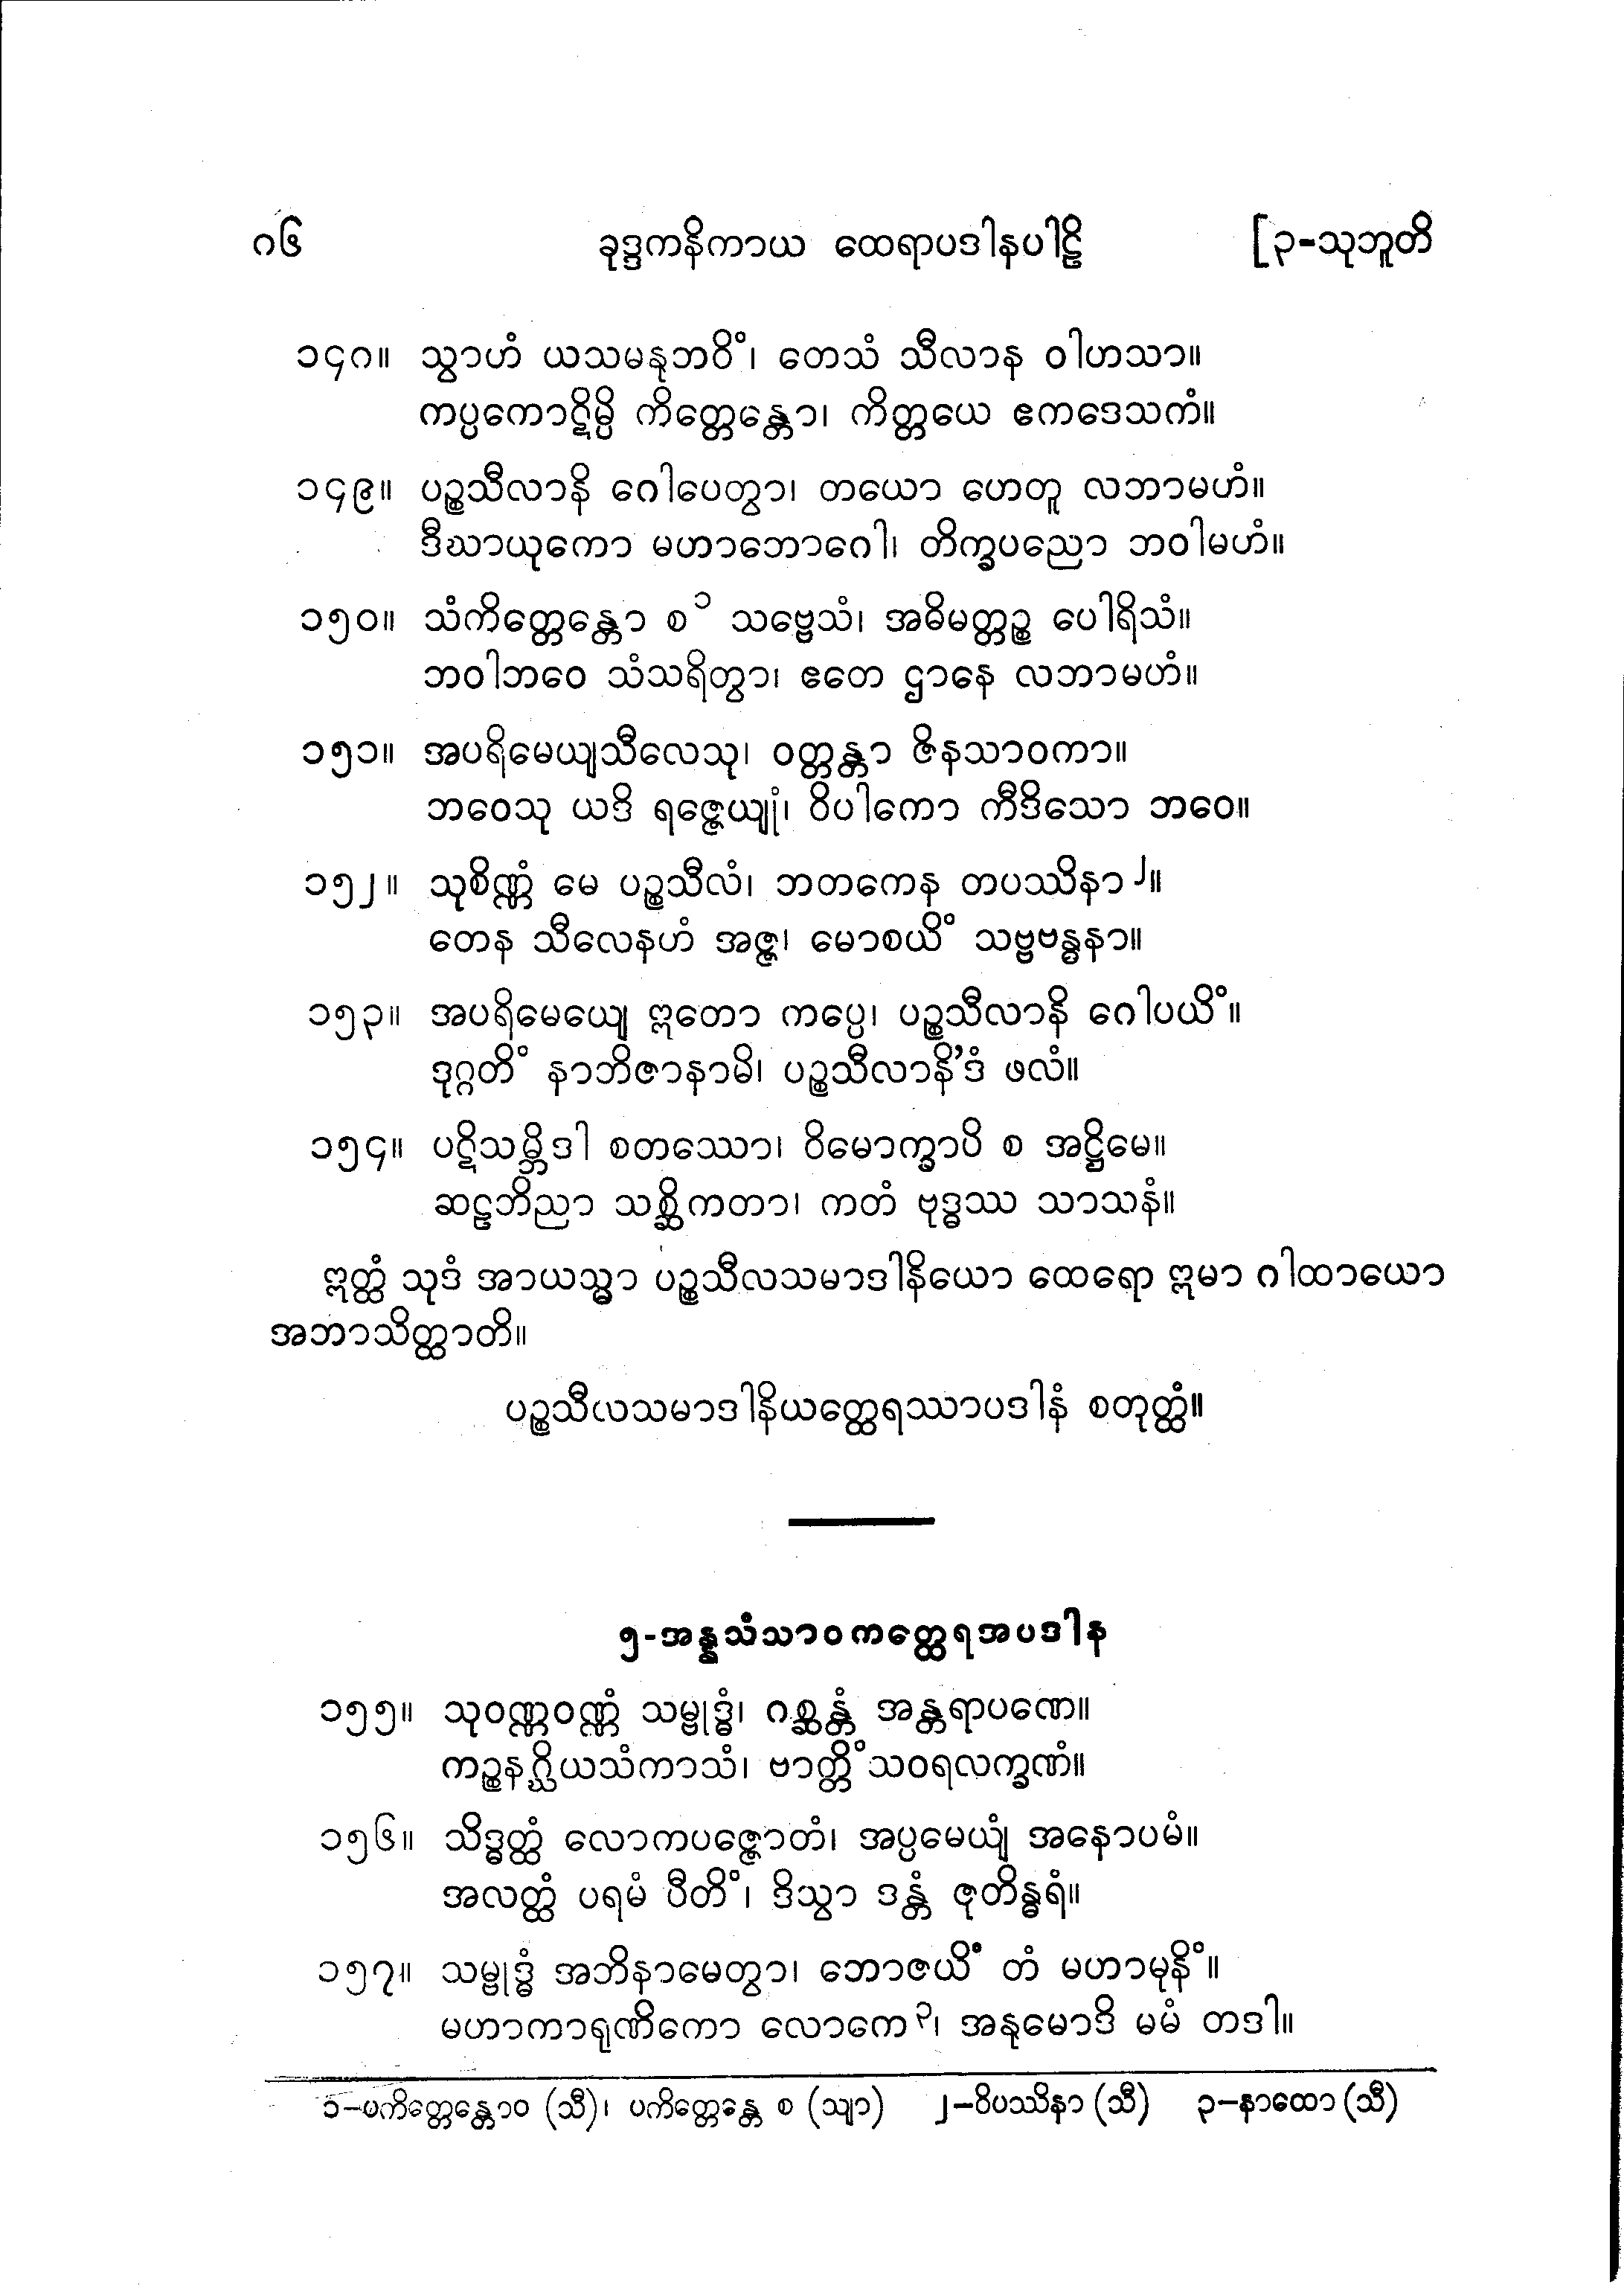 ၈၆ ခုဒ္ဒကနိကာယ ထေရာပဒါနပါဠိ [၃-သုဘူတိ
၁၄၈။ သွာဟံ ယသမနုဘဝိံ၊ တေသံ သီလာန ဝါဟသာ။
ကပ္ပကောဋိမ္ပိ ကိတ္တေန္တော၊ ကိတ္တယေ ဧကဒေသကံ။
၁၄၉။ ပဉ္စသီလာနိ ဂေါပေတွာ၊ တယော ဟေတူ လဘာမဟံ။
ဒီဃာယုကော မဟာဘောဂေါ၊ တိက္ခပညော ဘဝါမဟံ။
၁၅၀။ သံကိတ္တေန္တော စ ၁ သဗ္ဗေသံ၊ အဓိမတ္တဉ္စ ပေါရိသံ။
ဘဝါဘဝေ သံသရိတွာ၊ ဧတေ ဌာနေ လဘာမဟံ။
၁၅၁။ အပရိမေယျသီလေသု၊ ဝတ္တန္တာ ဇိနသာဝကာ။
ဘဝေသု ယဒိ ရဇ္ဇေယျုံ၊ ဝိပါကော ကီဒိသော ဘဝေ။
၁၅၂။ သုစိဏ္ဏံ မေ ပဉ္စသီလံ၊ ဘတကေန တပဿိနာ ၂။
တေန သီလေနဟံ အဇ္ဇ၊ မောစယိံ သဗ္ဗဗန္ဓနာ။
၁၅၃။ အပရိမေယျေ ဣတော ကပ္ပေ၊ ပဉ္စသီလာနိ ဂေါပယိံ။
ဒုဂ္ဂတိံ နာဘိဇာနာမိ၊ ပဉ္စသီလာနိ’ဒံ ဖလံ။
၁၅၄။ ပဋိသမ္ဘိဒါ စတဿော၊ ဝိမောက္ခာပိ စ အဋ္ဌိမေ။
ဆဠဘိညာ သစ္ဆိကတာ၊ ကတံ ဗုဒ္ဓဿ သာသနံ။
ဣတ္ထံ သုဒံ အာယသ္မာ ပဉ္စသီလသမာဒါနိယော ထေရော ဣမာ ဂါထာယော
အဘာသိတ္ထာတိ။
ပဉ္စသီလသမာဒါနိယတ္ထေရဿာပဒါနံ စတုတ္ထံ။
၅-အန္နသံသာဝကတ္ထေရအပဒါန
၁၅၅။ သုဝဏ္ဏဝဏ္ဏံ သမ္ဗုဒ္ဓံ၊ ဂစ္ဆန္တံ အန္တရာပဏေ။
ကဉ္စနဂ္ဃိယသံကာသံ၊ ဗာတ္တိံသဝရလက္ခဏံ။
၁၅၆။ သိဒ္ဓတ္ထံ လောကပဇ္ဇောတံ၊ အပ္ပမေယျံ အနောပမံ။
အလတ္ထံ ပရမံ ပီတိံ၊ ဒိသွာ ဒန္တံ ဇုတိန္ဓရံ။
၁၅၇။ သမ္ဗုဒ္ဓံ အဘိနာမေတွာ၊ ဘောဇယိံ တံ မဟာမုနိံ။
မဟာကာရုဏိကော လောကေ ၃၊ အနုမောဒိ မမံ တဒါ။
၁–ပကိတ္တေန္တောဝ (သီ)၊ ပကိတ္တေန္တေ စ (သျာ) ၂–ဝိပဿိနာ (သီ) ၃–နာထော (သီ)